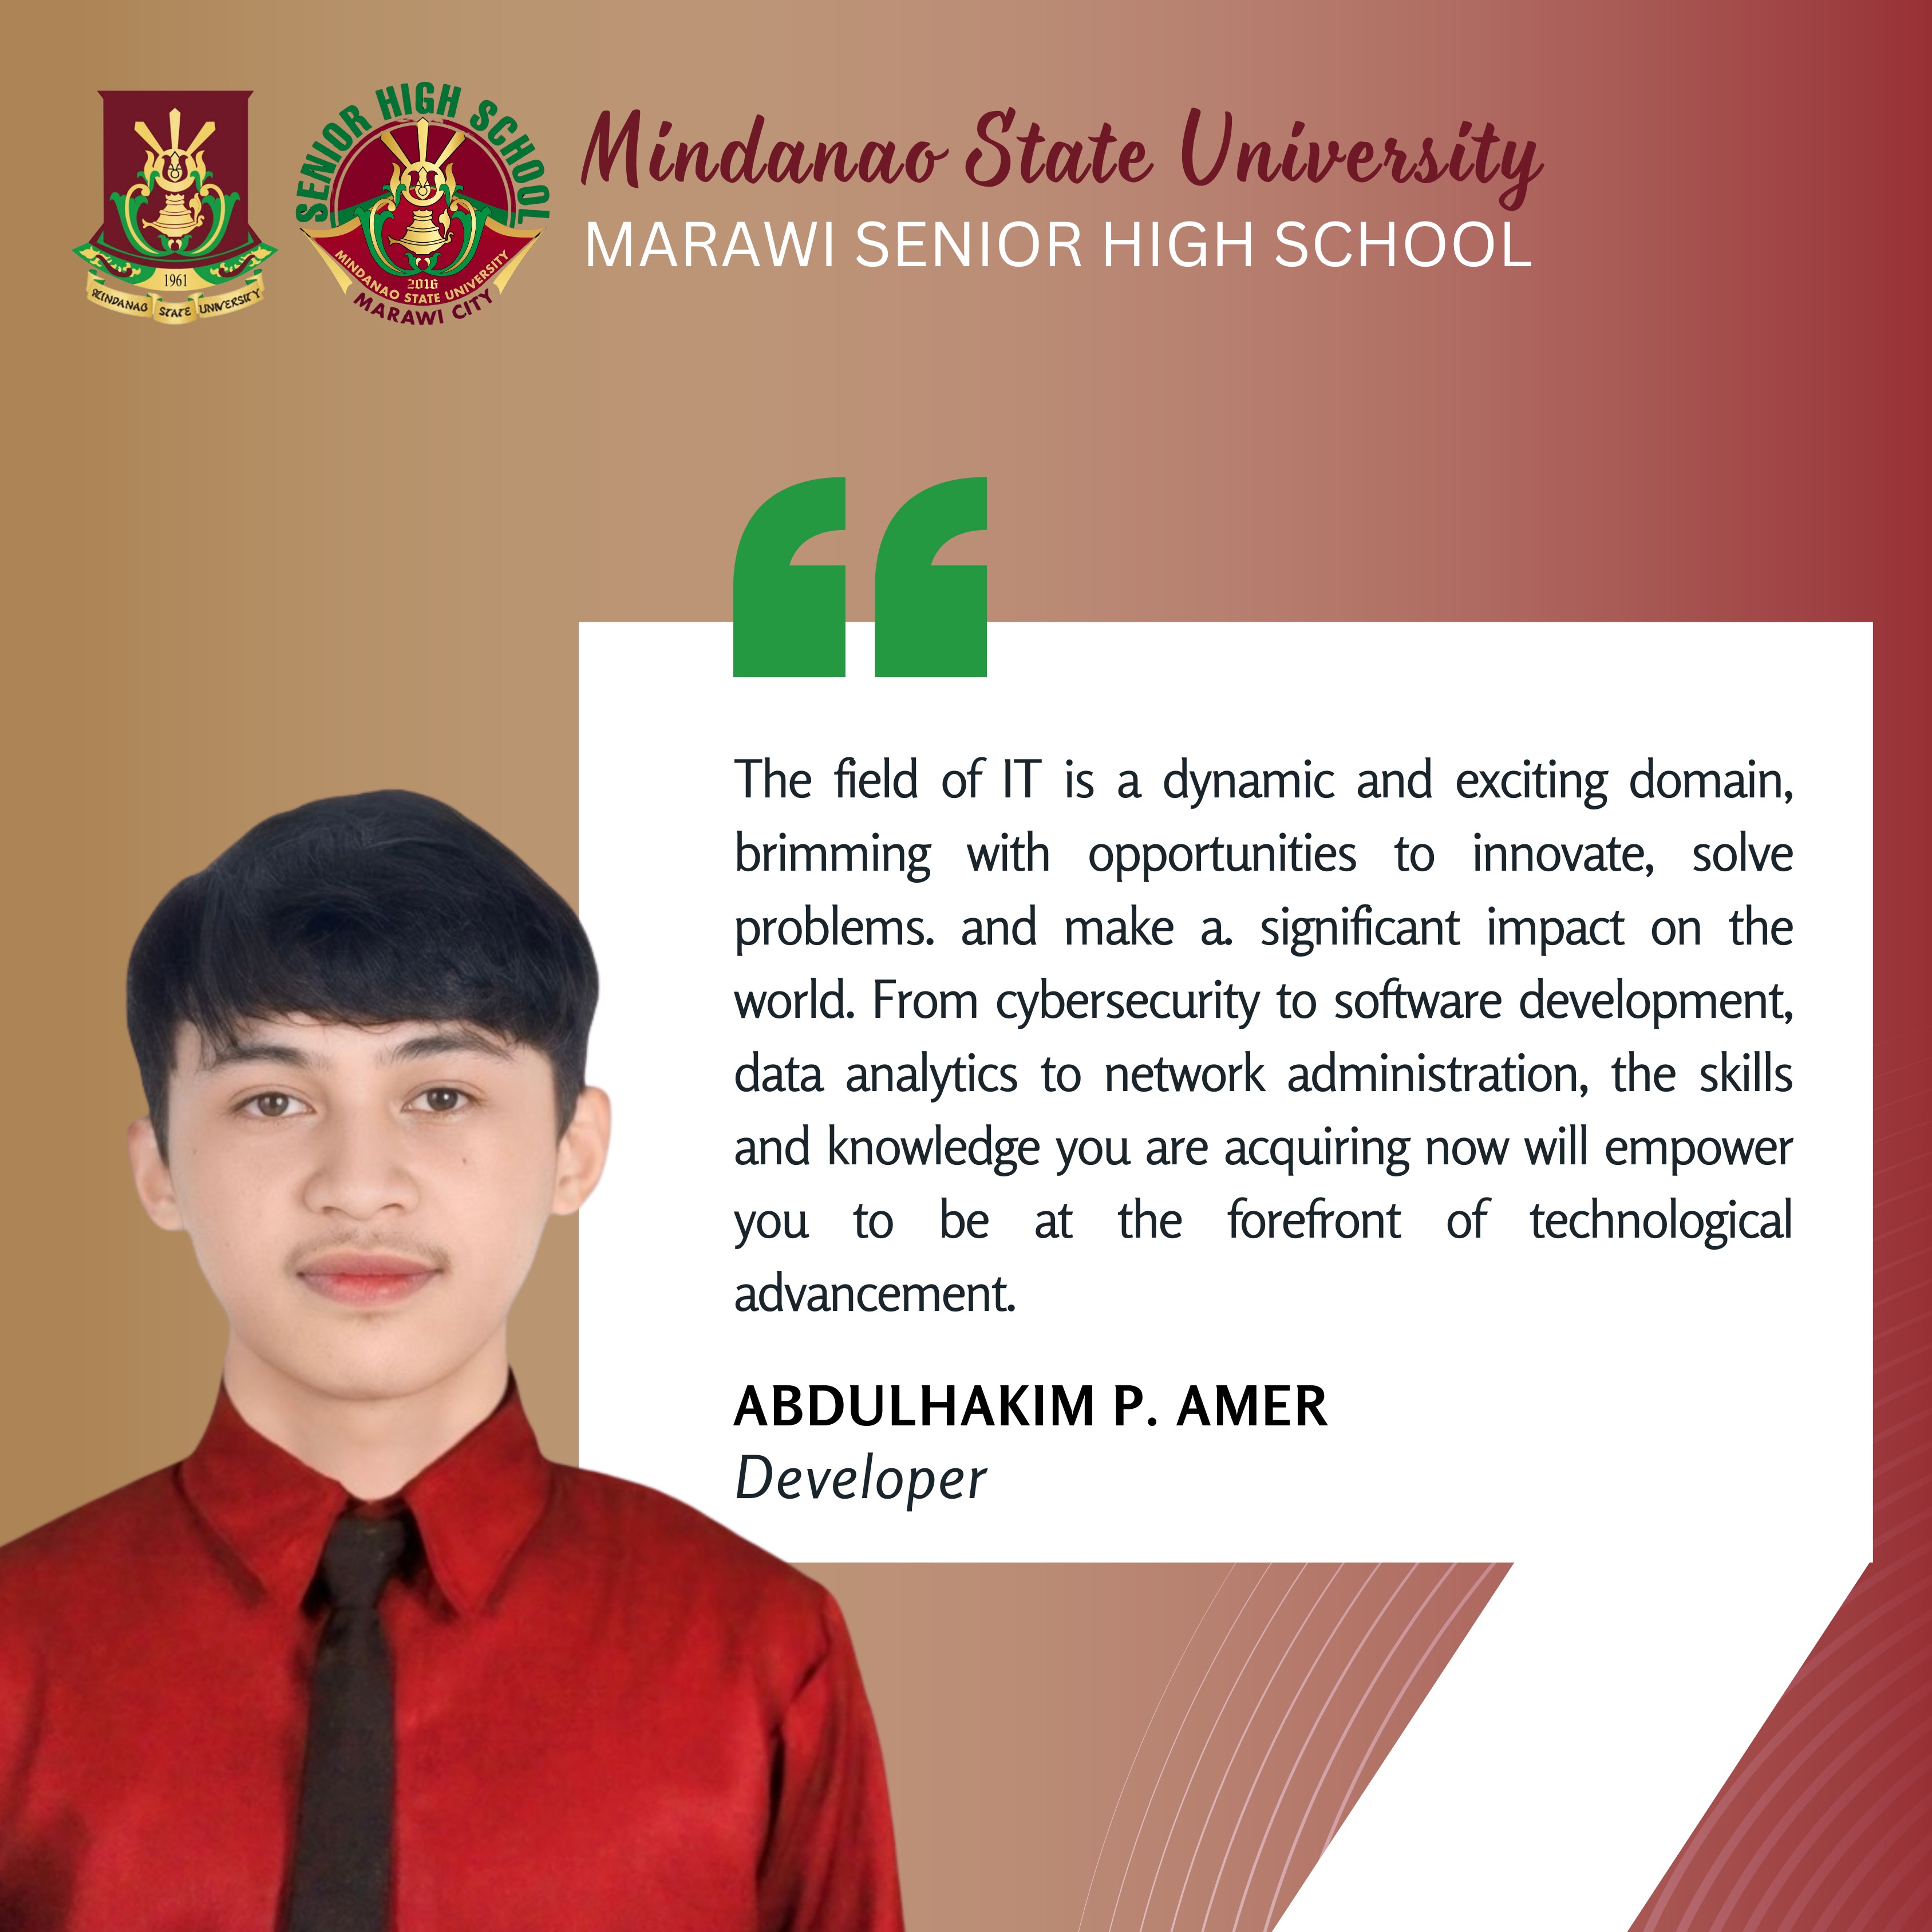 1961
MINDANAO STATE UNIVERSITY
SENIOR HIGH SCHOOL
2016
MINDANAO STATE UNIVERSITY
MARAWI CITY
Mindanao State University
MARAWI SENIOR HIGH SCHOOL
The field of IT is a dynamic and exciting domain,
brimming with opportunities to innovate, solve
problems. and make a. significant impact on the
world. From cybersecurity to software development,
data analytics to network administration, the skills
and knowledge you are acquiring now will empower
you to be at the forefront of technological
advancement.
ABDULHAKIM P. AMER
Developer